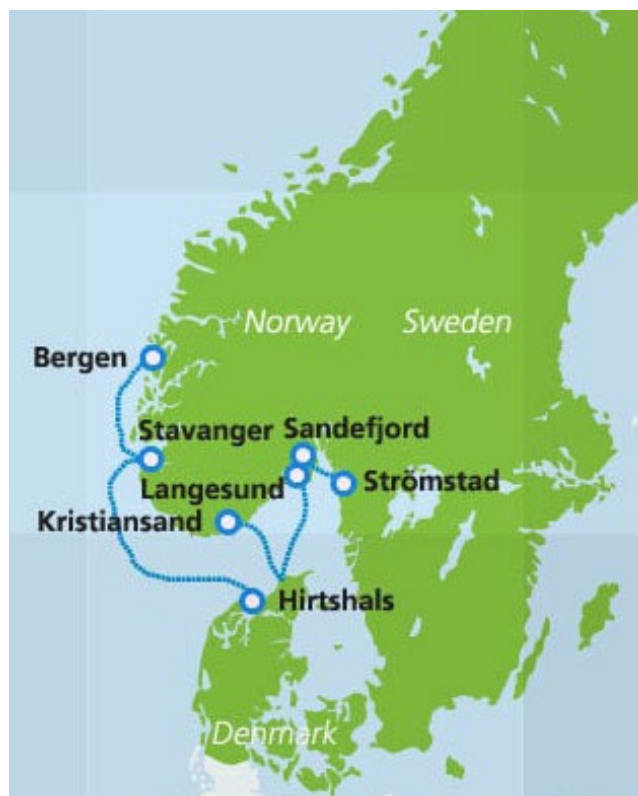 Norway
Sweden
Bergen
Stavanger
Sandefjord
Langesund
Strömstad
Kristiansand
Hirtshals
Denmark